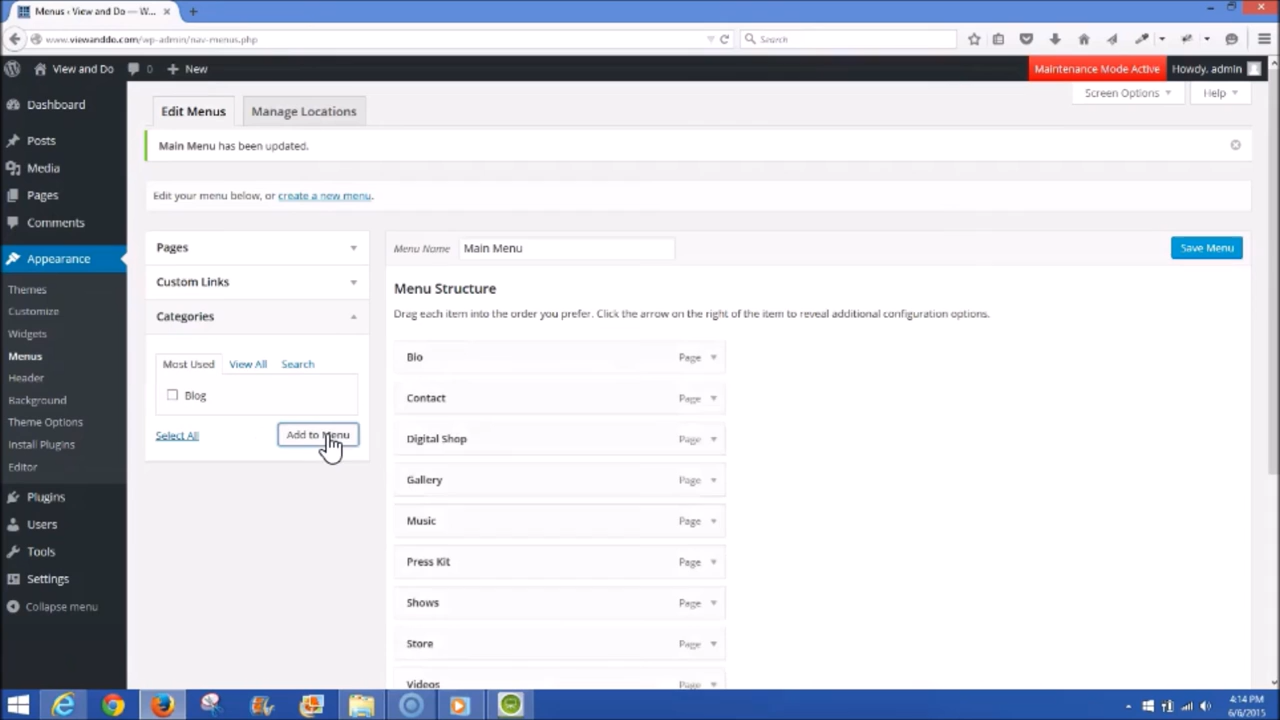 Menus ‹ View and Do — W...
www.viewanddo.com/wp-admin/nav-menus.php
Search
View and Do
0
New
Maintenance Mode Active
Howdy, admin
Dashboard
Posts
Media
Pages
Comments
Appearance
Themes
Customize
Widgets
Menus
Header
Background
Theme Options
Install Plugins
Editor
Plugins
Users
Tools
Settings
Collapse menu
Edit Menus
Manage Locations
Screen Options
Help
Main Menu has been updated.
Edit your menu below, or create a new menu.
Pages
Custom Links
Categories
Most Used
View All
Search
Blog
Select All
Add to Menu
Menu Name
Main Menu
Save Menu
Menu Structure
Drag each item into the order you prefer. Click the arrow on the right of the item to reveal additional configuration options.
Bio Page
Contact Page
Digital Shop Page
Gallery Page
Music Page
Press Kit Page
Shows Page
Store Page
Videos Page
4:14 PM
6/6/2015